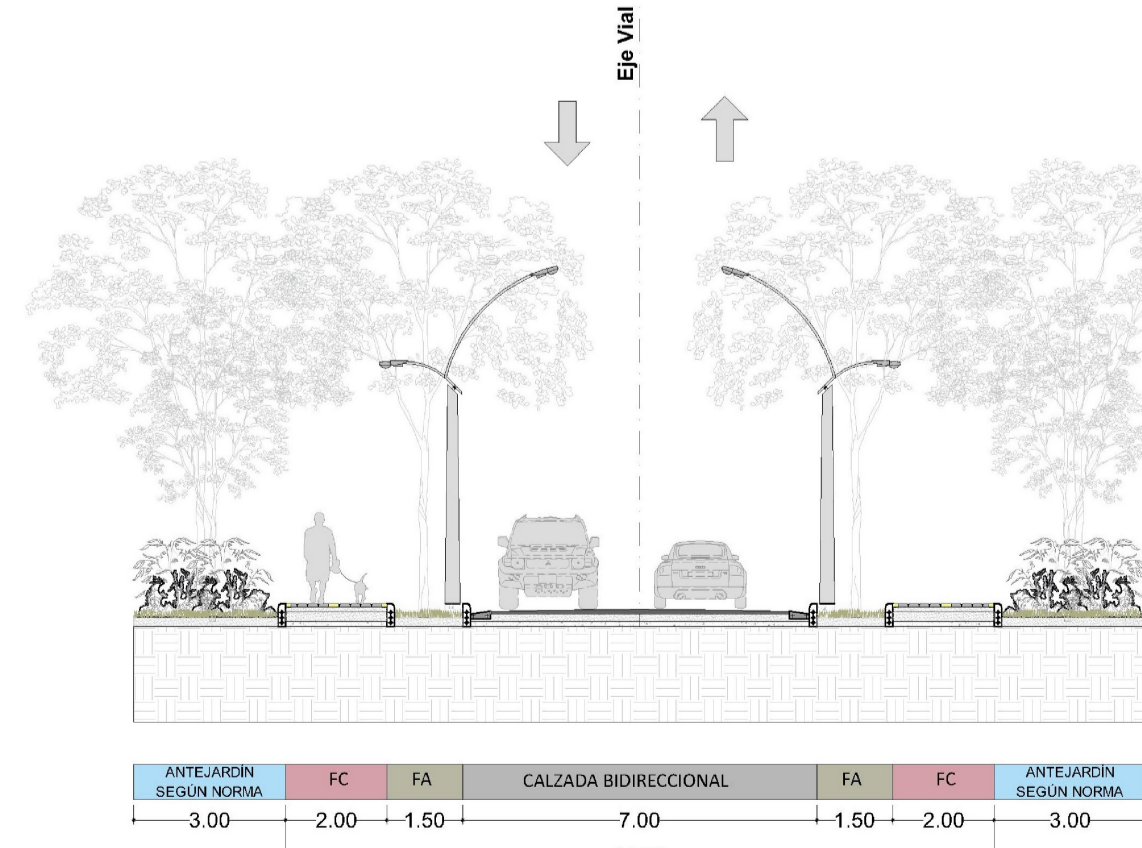 Eje Vial
ANTEJARDÍN
SEGÚN NORMA
FC
FA
CALZADA BIDIRECCIONAL
FA
FC
ANTEJARDÍN
SEGÚN NORMA
3.00
2.00
1.50
7.00
1.50
2.00
3.00